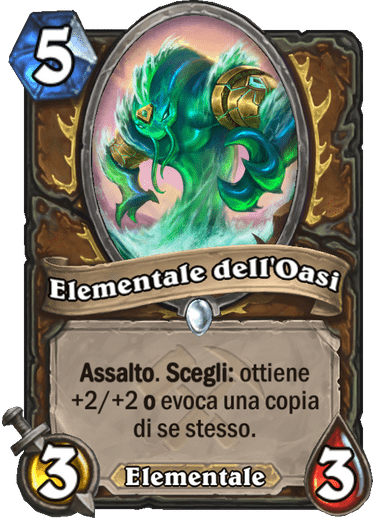 5
Elementale dell'Oasi
Assalto. Scegli: ottiene
+2/+2 o evoca una copia
di se stesso.
3
Elementale
3